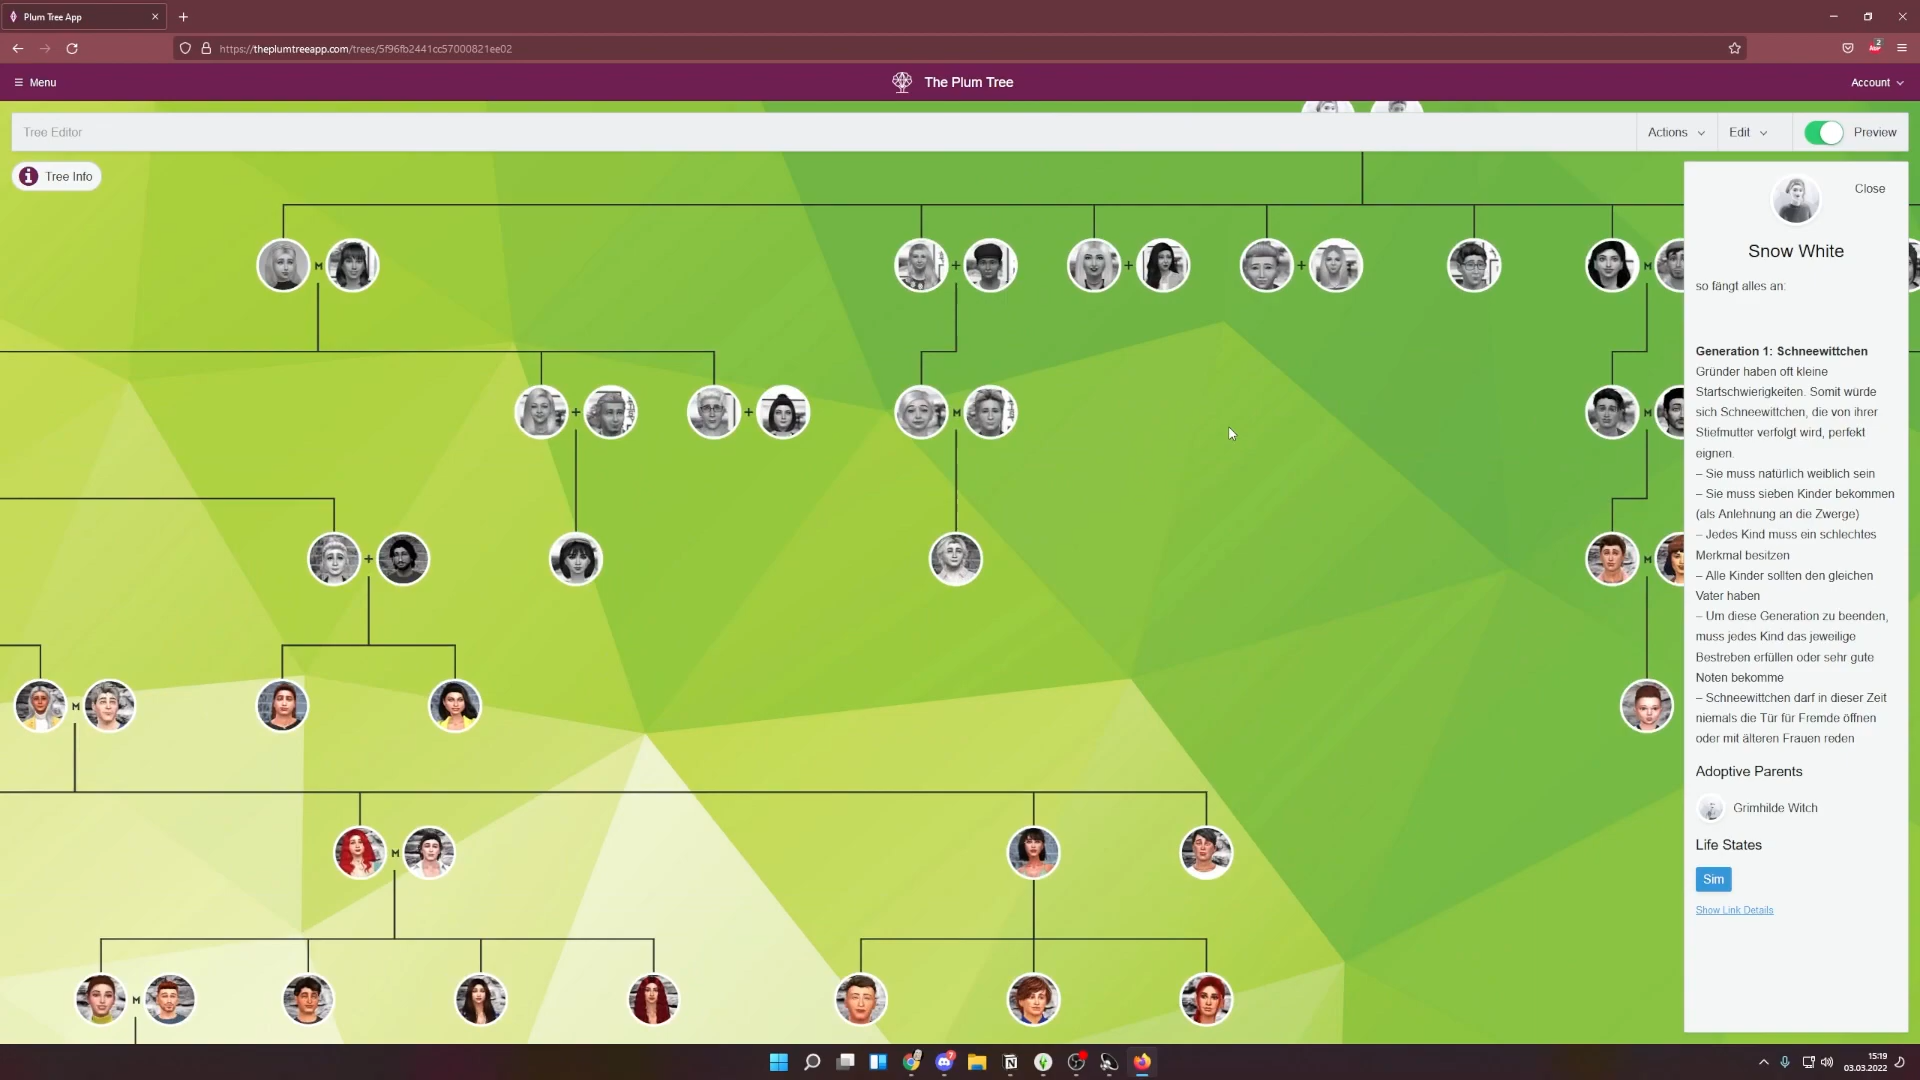 Plum Tree App
https://theplumtreeapp.com/trees/5f96fb2441cc57000821ee02
2
Menu
The Plum Tree
Account
Tree Editor
Actions
Edit
Preview
Tree Info
Close
M
+
+
+
M
Snow White
so fängt alles an:
Generation 1: Schneewittchen
Gründer haben oft kleine
Startschwierigkeiten. Somit würde
sich Schneewittchen, die von ihrer
Stiefmutter verfolgt wird, perfekt
eignen.
– Sie muss natürlich weiblich sein
– Sie muss sieben Kinder bekommen
(als Anlehnung an die Zwerge)
– Jedes Kind muss ein schlechtes
Merkmal besitzen
– Alle Kinder sollten den gleichen
Vater haben
– Um diese Generation zu beenden,
muss jedes Kind das jeweilige
Bestreben erfüllen oder sehr gute
Noten bekomme
– Schneewittchen darf in dieser Zeit
niemals die Tür für Fremde öffnen
oder mit älteren Frauen reden
Adoptive Parents
Grimhilde Witch
Life States
Sim
Show Link Details
+
+
M
M
+
M
M
M
M
15:19
03.03.2022